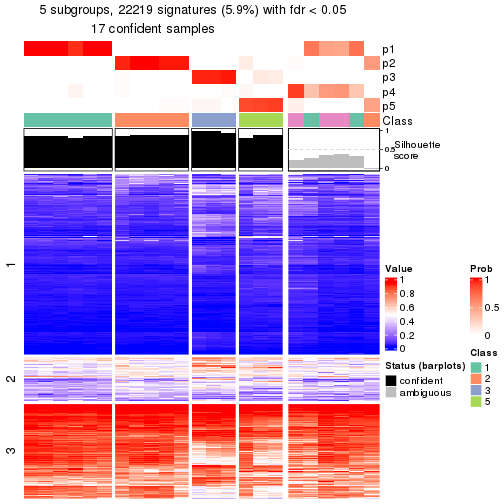 5 subgroups, 22219 signatures (5.9%) with fdr < 0.05
17 confident samples
p1
p2
p3
p4
p5
Class
1
0.5
0
Silhouette
score
1
2
3
Value
1
0.8
0.6
0.4
0.2
0
Prob
1
0.5
0
Status (barplots)
confident
ambiguous
Class
1
2
3
5